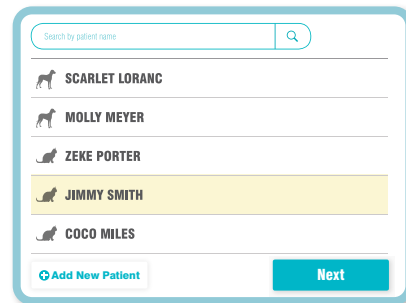 Search by patient name
SCARLET LORANC
MOLLY MEYER
ZEKE PORTER
JIMMY SMITH
COCO MILES
Add New Patient
Next